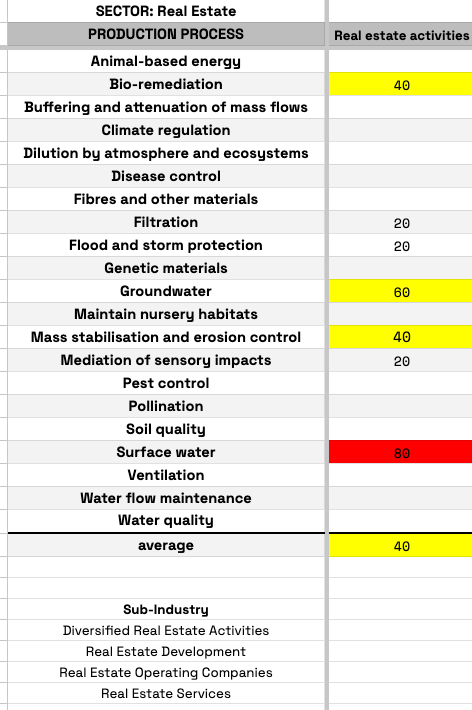 SECTOR: Real Estate
PRODUCTION PROCESS Real estate activities
Animal-based energy
Bio-remediation 40
Buffering and attenuation of mass flows
Climate regulation
Dilution by atmosphere and ecosystems
Disease control
Fibres and other materials
Filtration 20
Flood and storm protection 20
Genetic materials
Groundwater 60
Maintain nursery habitats
Mass stabilisation and erosion control 40
Mediation of sensory impacts 20
Pest control
Pollination
Soil quality
Surface water 80
Ventilation
Water flow maintenance
Water quality
average 40
Sub-Industry
Diversified Real Estate Activities
Real Estate Development
Real Estate Operating Companies
Real Estate Services